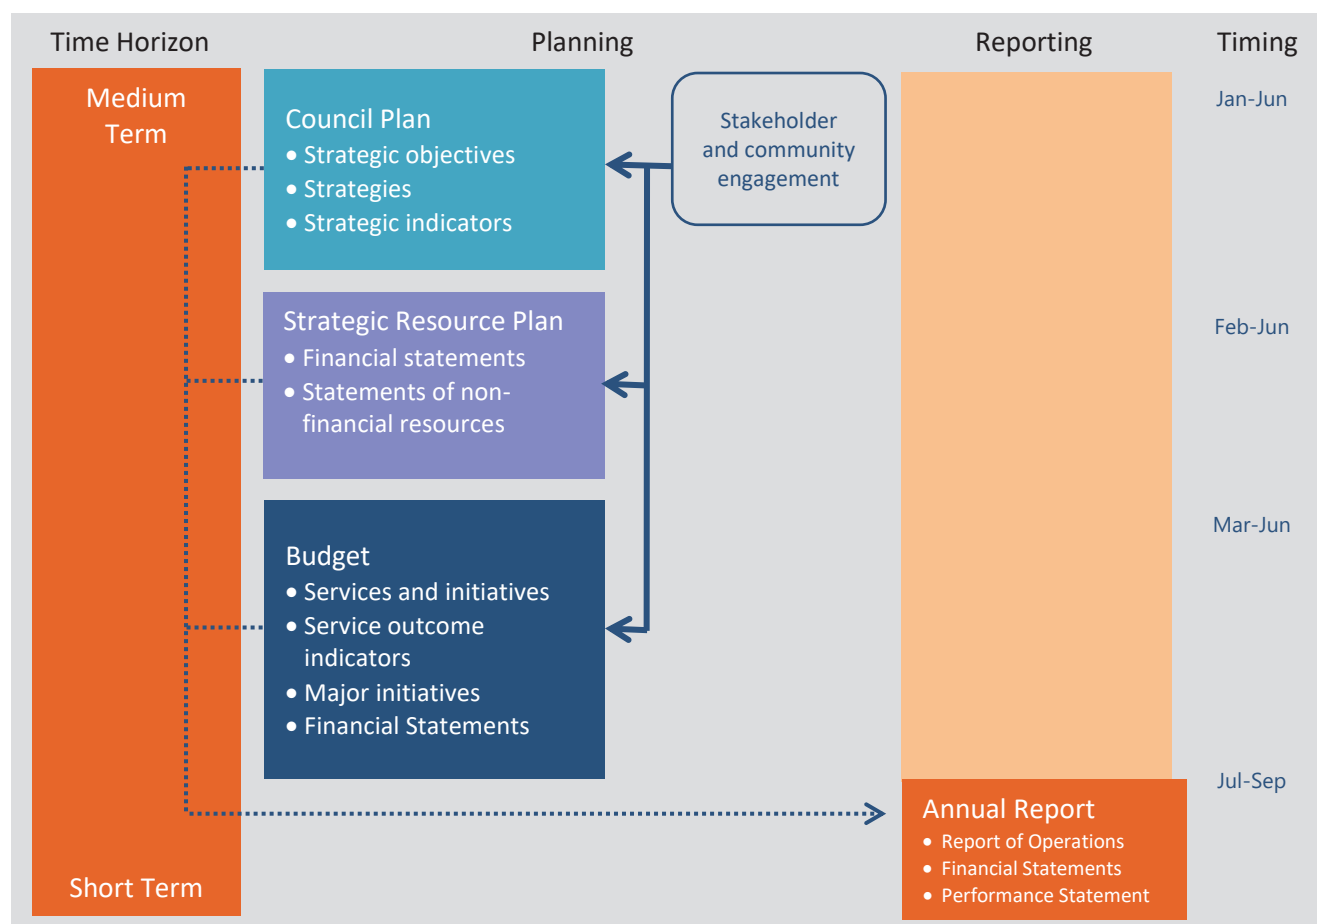 Time Horizon
Planning
Reporting
Timing
Medium
Term
Council Plan
• Strategic objectives
• Strategies
• Strategic indicators
Stakeholder
and community
engagement
Jan-Jun
Strategic Resource Plan
• Financial statements
• Statements of non-
financial resources
Feb-Jun
Budget
• Services and initiatives
• Service outcome
indicators
• Major initiatives
• Financial Statements
Mar-Jun
Jul-Sep
Annual Report
• Report of Operations
• Financial Statements
• Performance Statement
Short Term